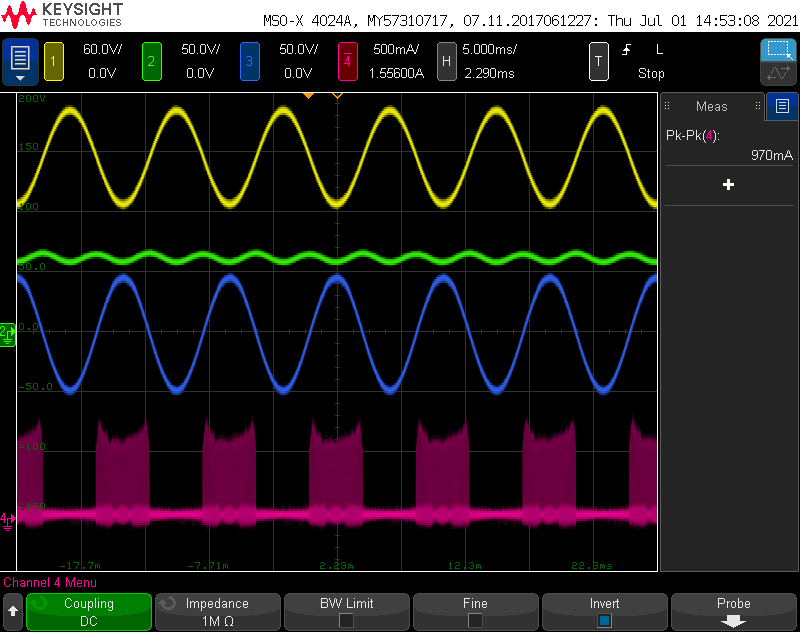 KEYSIGHT
TECHNOLOGIES
MSO-X 4024A, MY57310717, 07.11.2017061227: Thu Jul 01 14:53:08 2021
1 60.0V/ 2 50.0V/ 3 50.0V/ 4 500mA/ H 5.000ms/ T L
0.0V 0.0V 0.0V 1.55600A 2.290ms Stop
200V
Meas
Pk-Pk(4):
150
970mA
100
50.0
2 0.0
-50.0
-100
4
-17.7m -7.71m 2.29m 12.3m 22.3ms
Channel 4 Menu
Coupling Impedance BW Limit Fine Invert Probe
DC 1M Ω